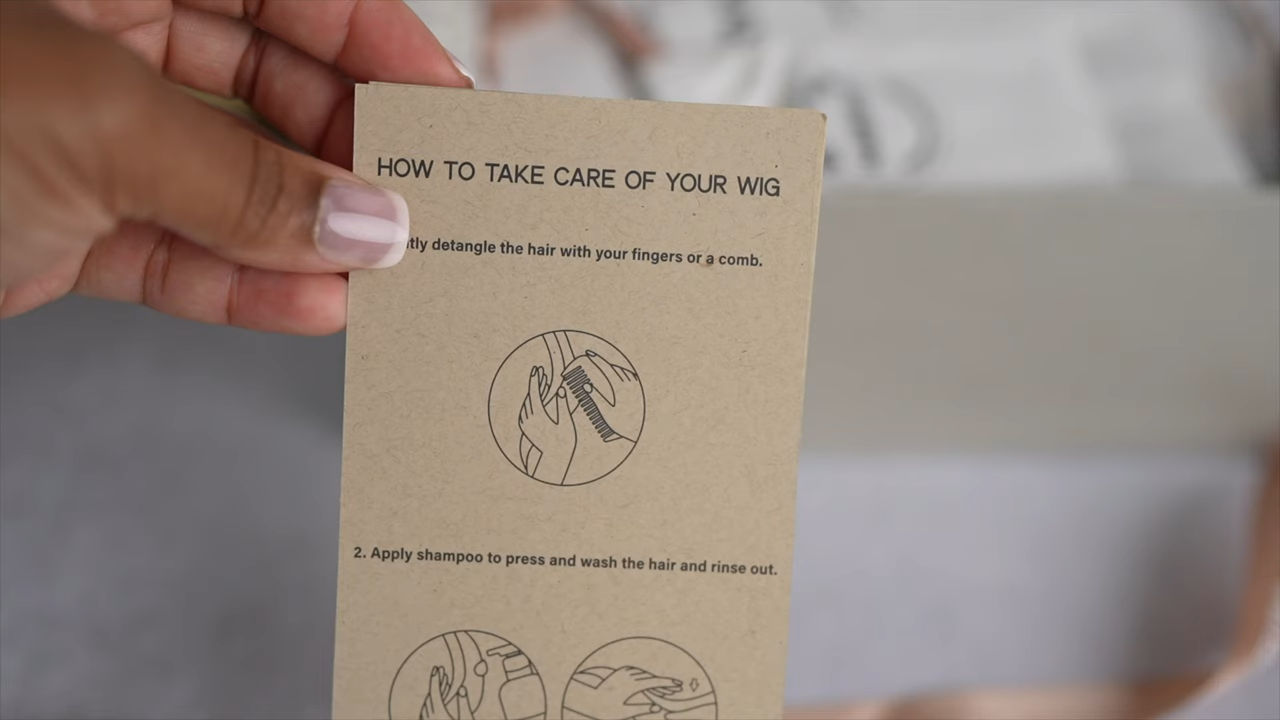 HOW TO TAKE CARE OF YOUR WIG
detangle the hair with your fingers or a comb.
2. Apply shampoo to press and wash the hair and rinse out.